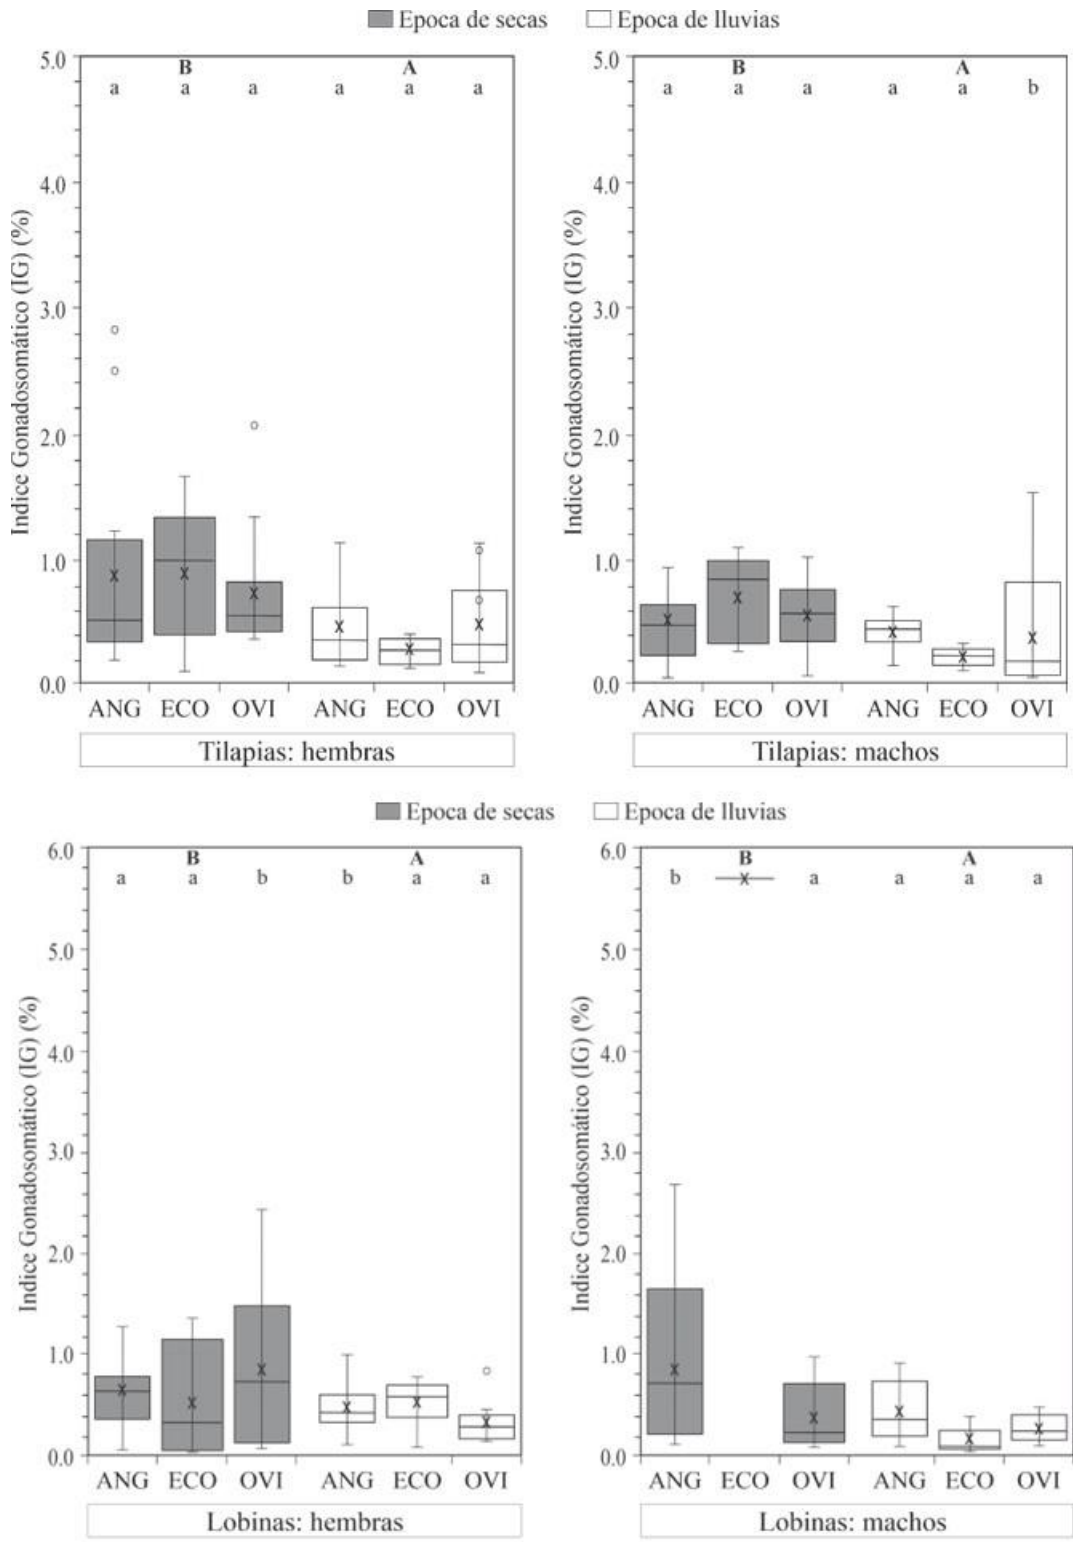 Epoca de secas Epoca de lluvias
Indice Gonadosomático (IG) (%)
5.0
4.0
3.0
2.0
1.0
0.0
B A
a a a a a a
ANG ECO OVI ANG ECO OVI
Tilapias: hembras
Indice Gonadosomático (IG) (%)
5.0
4.0
3.0
2.0
1.0
0.0
B A
a a a a a b
ANG ECO OVI ANG ECO OVI
Tilapias: machos
Epoca de secas Epoca de lluvias
Indice Gonadosomático (IG) (%)
6.0
5.0
4.0
3.0
2.0
1.0
0.0
B A
a a b b a a
ANG ECO OVI ANG ECO OVI
Lobinas: hembras
Indice Gonadosomático (IG) (%)
6.0
5.0
4.0
3.0
2.0
1.0
0.0
B A
b a a a a
ANG ECO OVI ANG ECO OVI
Lobinas: machos